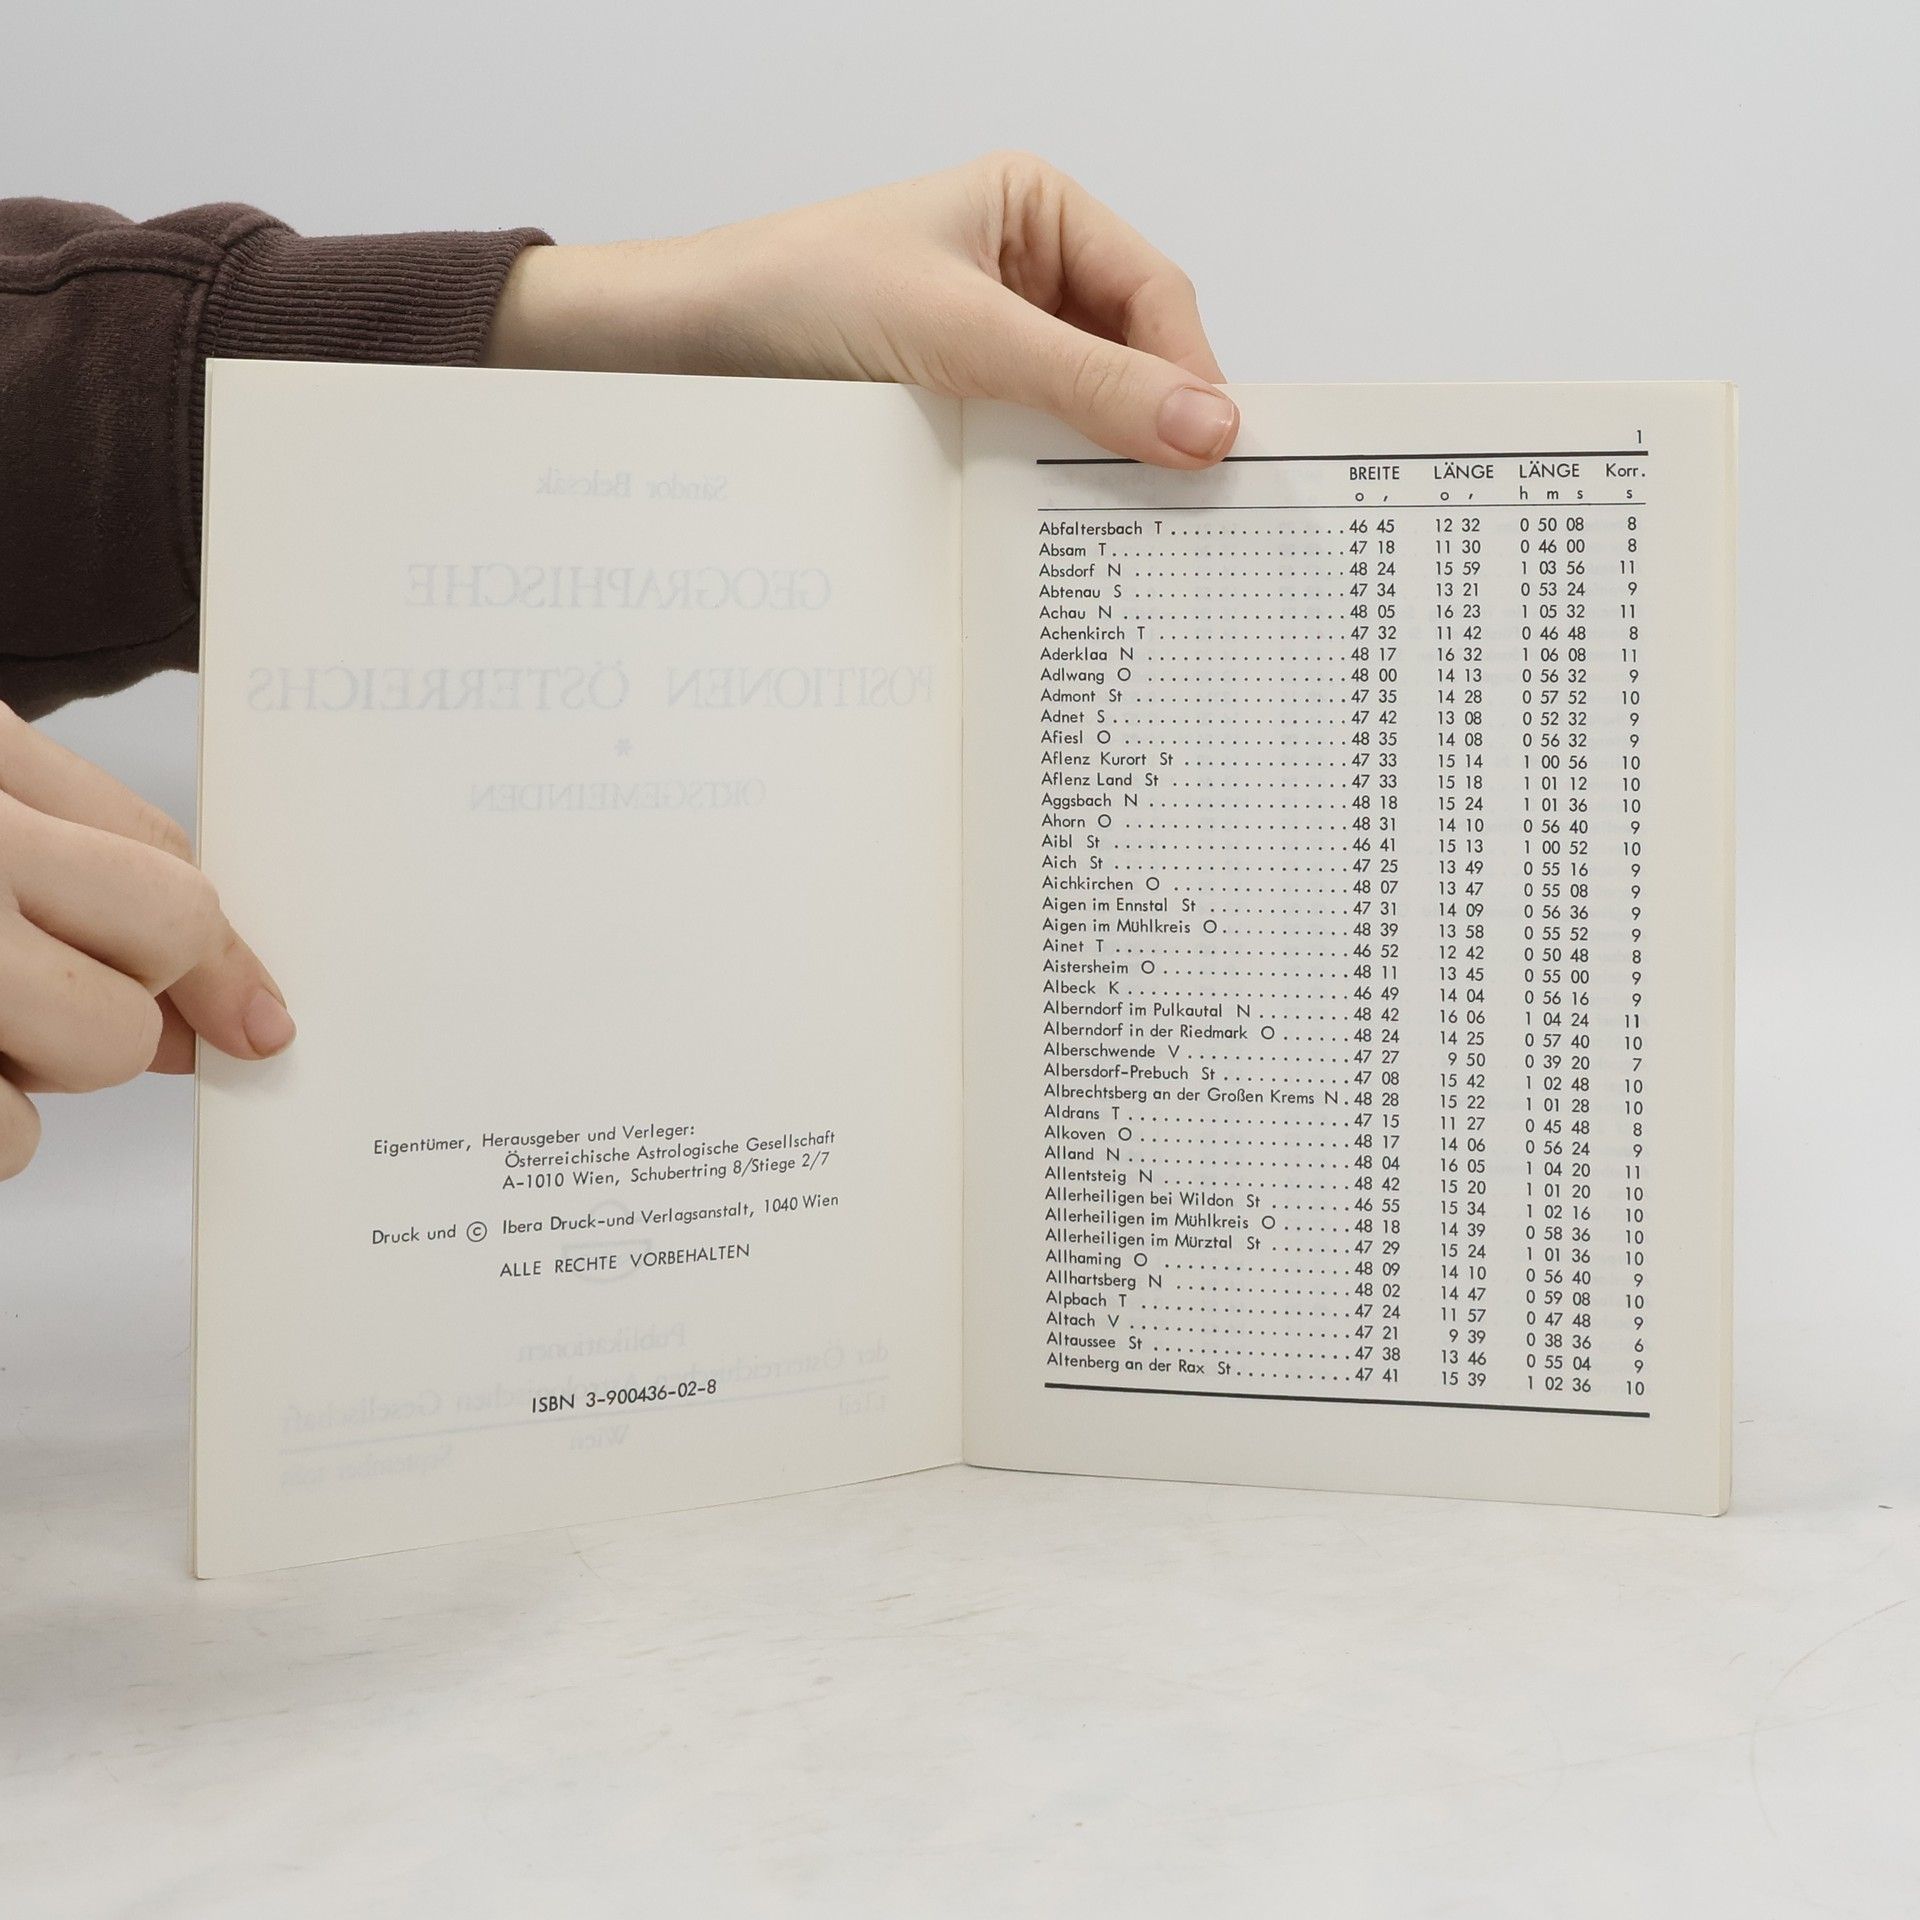 Sándor Belcsák
GEOGRAPHISCHE
POSITIONEN ÖSTERREICHS
*
ORTSGEMEINDEN
Eigentümer, Herausgeber und Verleger:
Österreichische Astrologische Gesellschaft
A-1010 Wien, Schubertring 8/Stiege 2/7
Druck und © Ibera Druck-und Verlagsanstalt, 1040 Wien
ALLE RECHTE VORBEHALTEN
Publikationen
der Österreichischen Astrologischen Gesellschaft
ISBN 3-900436-02-8
Wien
1
BREITE LÄNGE LÄNGE Korr.
o , o , h m s s
Abfaltersbach T . . . . . . . . . . . . . . . 46 45 12 32 0 50 08 8
Absam T . . . . . . . . . . . . . . . . . . . . 47 18 11 30 0 46 00 8
Absdorf N . . . . . . . . . . . . . . . . . . 48 24 15 59 1 03 56 11
Abtenau S . . . . . . . . . . . . . . . . . . 47 34 13 21 0 53 24 9
Achau N . . . . . . . . . . . . . . . . . . . 48 05 16 23 1 05 32 11
Achenkirch T . . . . . . . . . . . . . . . . 47 32 11 42 0 46 48 8
Aderklaa N . . . . . . . . . . . . . . . . . 48 17 16 32 1 06 08 11
Adlwang O . . . . . . . . . . . . . . . . . 48 00 14 13 0 56 32 9
Admont St . . . . . . . . . . . . . . . . . . 47 35 14 28 0 57 52 10
Adnet S . . . . . . . . . . . . . . . . . . . . 47 42 13 08 0 52 32 9
Afiesl O . . . . . . . . . . . . . . . . . . . 48 35 14 08 0 56 32 9
Aflenz Kurort St . . . . . . . . . . . . . . 47 33 15 14 1 00 56 10
Aflenz Land St . . . . . . . . . . . . . . . 47 33 15 18 1 01 12 10
Aggsbach N . . . . . . . . . . . . . . . . . 48 18 15 24 1 01 36 10
Ahorn O . . . . . . . . . . . . . . . . . . . 48 31 14 10 0 56 40 9
Aibl St . . . . . . . . . . . . . . . . . . . . 46 41 15 13 1 00 52 10
Aich St . . . . . . . . . . . . . . . . . . . . 47 25 13 49 0 55 16 9
Aichkirchen O . . . . . . . . . . . . . . . 48 07 13 47 0 55 08 9
Aigen im Ennstal St . . . . . . . . . . . . 47 31 14 09 0 56 36 9
Aigen im Mühlkreis O . . . . . . . . . . . 48 39 13 58 0 55 52 9
Ainet T . . . . . . . . . . . . . . . . . . . . 46 52 12 42 0 50 48 8
Aistersheim O . . . . . . . . . . . . . . . . 48 11 13 45 0 55 00 9
Albeck K . . . . . . . . . . . . . . . . . . . 46 49 14 04 0 56 16 9
Alberndorf im Pulkautal N . . . . . . . . 48 42 16 06 1 04 24 11
Alberndorf in der Riedmark O . . . . . . 48 24 14 25 0 57 40 10
Alberschwende V . . . . . . . . . . . . . . 47 27 9 50 0 39 20 7
Albersdorf-Prebuch St . . . . . . . . . . . 47 08 15 42 1 02 48 10
Albrechtsberg an der Großen Krems N . 48 28 15 22 1 01 28 10
Aldrans T . . . . . . . . . . . . . . . . . . . 47 15 11 27 0 45 48 8
Alkoven O . . . . . . . . . . . . . . . . . . 48 17 14 06 0 56 24 9
Alland N . . . . . . . . . . . . . . . . . . . 48 04 16 05 1 04 20 11
Allentsteig N . . . . . . . . . . . . . . . . 48 42 15 20 1 01 20 10
Allerheiligen bei Wildon St . . . . . . . 46 55 15 34 1 02 16 10
Allerheiligen im Mühlkreis O . . . . . . 48 18 14 39 0 58 36 10
Allerheiligen im Mürztal St . . . . . . . 47 29 15 24 1 01 36 10
Allhaming O . . . . . . . . . . . . . . . . 48 09 14 10 0 56 40 9
Allhartsberg N . . . . . . . . . . . . . . . 48 02 14 47 0 59 08 10
Alpbach T . . . . . . . . . . . . . . . . . . 47 24 11 57 0 47 48 9
Altach V . . . . . . . . . . . . . . . . . . . 47 21 9 39 0 38 36 6
Altaussee St . . . . . . . . . . . . . . . . . 47 38 13 46 0 55 04 9
Altenberg an der Rax St . . . . . . . . . . 47 41 15 39 1 02 36 10